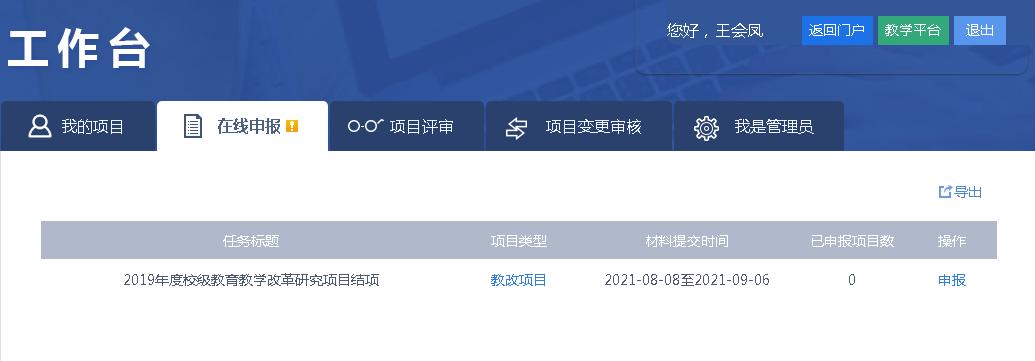 工作台
您好，王会凤 返回门户 教学平台 退出
我的项目 在线申报 项目评审 项目变更审核 我是管理员
导出
任务标题 项目类型 材料提交时间 已申报项目数 操作
2019年度校级教育教学改革研究项目结项 教改项目 2021-08-08至2021-09-06 0 申报